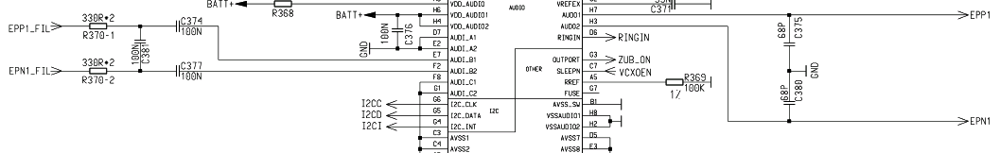 BATT+ R368 VDD_AUDIO AUDIO VREFEX C371
BATT+ H6 VDD_AUDIO1 AUDO1 H7 EPP1
330R*2 C374 H4 VDD_AUDIO2 AUDO2 H3
EPP1_FIL R370-1 100N 100N C376 D7 AUDI_A1 RINGIN D6 RINGIN 68P C375
100N C381 GND E2 AUDI_A2
E7 AUDI_B1 OUTPORT G3 ZUB_ON
EPN1_FIL 330R*2 C377 F2 AUDI_B2 OTHER SLEEPN C7 VCXOEN GND
R370-2 100N F8 AUDI_C1 RREF A5 R369
G1 AUDI_C2 FUSE G7 1% 100K 68P C380
I2CC G6 I2C_CLK AVSS_SW B1
I2CD G5 I2C_DATA I2C VSSAUDIO1 H8
I2CI G4 I2C_INT VSSAUDIO2 H2 EPN1
C3 AVSS1 AVSS7 D5
C4 AVSS2 AVSS8 E3